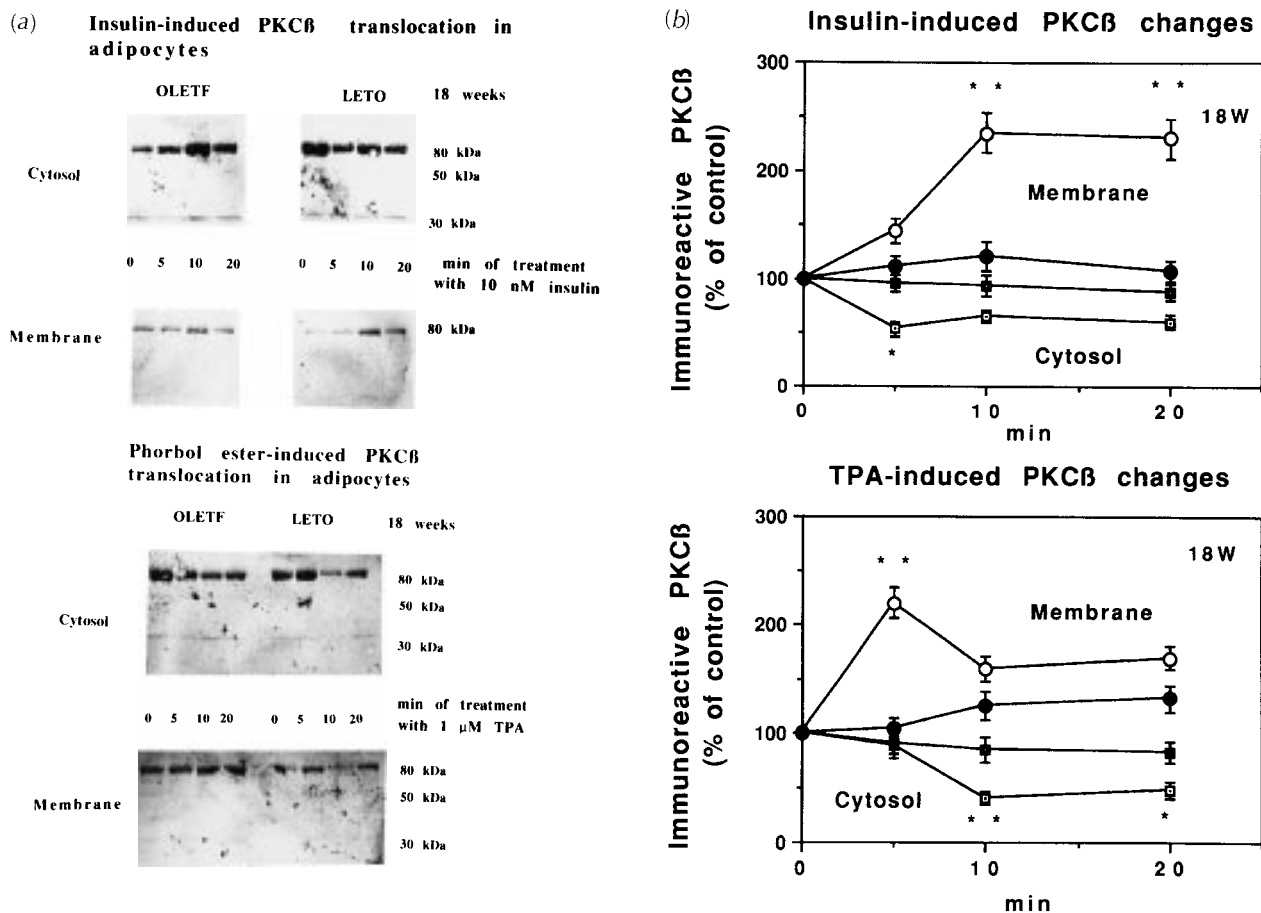 (a)
Insulin-induced PKCß translocation in
adipocytes
OLETF LETO 18 weeks
Cytosol
80 kDa
50 kDa
30 kDa
0 5 10 20 0 5 10 20 min of treatment
with 10 nM insulin
Membrane
80 kDa
Phorbol ester-induced PKCß
translocation in adipocytes
OLETF LETO 18 weeks
Cytosol
80 kDa
50 kDa
30 kDa
0 5 10 20 0 5 10 20 min of treatment
with 1 µM TPA
Membrane
80 kDa
50 kDa
30 kDa
(b)
Insulin-induced PKCß changes
Immunoreactive PKCß
(% of control)
300
200
100
0
* * * *
18W
Membrane
Cytosol
*
0 10 20
min
TPA-induced PKCß changes
Immunoreactive PKCß
(% of control)
300
200
100
0
* *
18W
Membrane
Cytosol
* * *
0 10 20
min